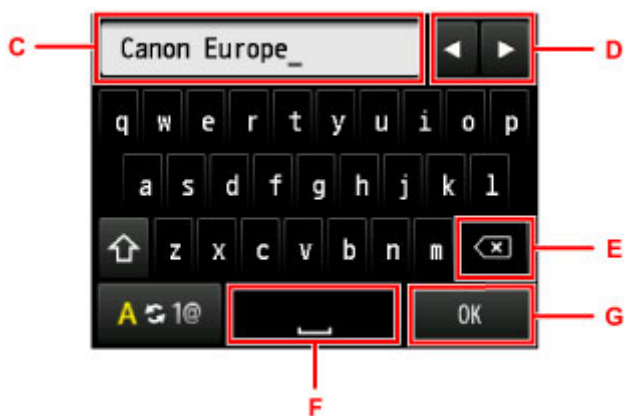 C Canon Europe_ D
q w e r t y u i o p
a s d f g h j k l
z x c v b n m E
A 1@ OK G
F